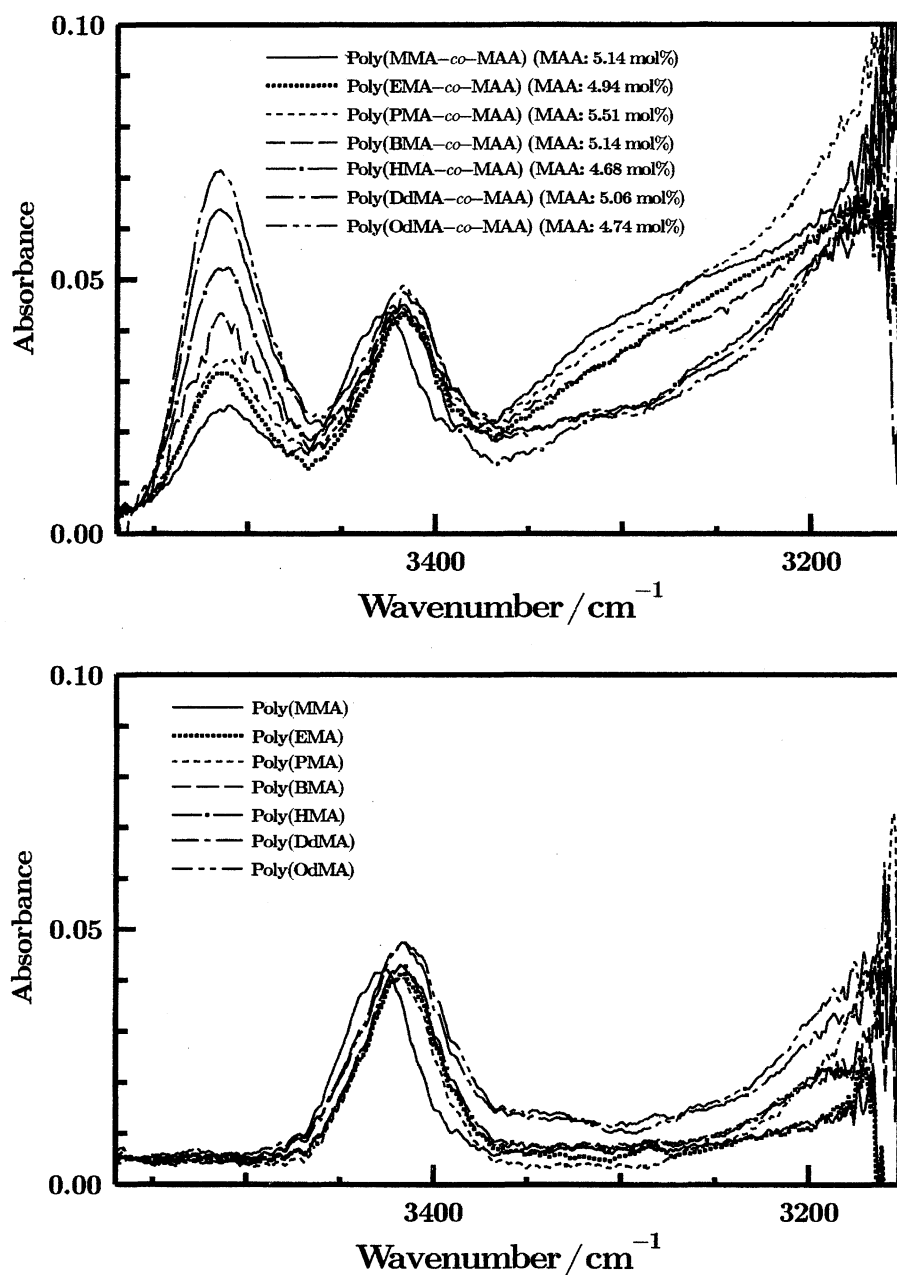 0.10
Poly(MMA–co–MAA) (MAA: 5.14 mol%)
Poly(EMA–co–MAA) (MAA: 4.94 mol%)
Poly(PMA–co–MAA) (MAA: 5.51 mol%)
Poly(BMA–co–MAA) (MAA: 5.14 mol%)
Poly(HMA–co–MAA) (MAA: 4.68 mol%)
Poly(DdMA–co–MAA) (MAA: 5.06 mol%)
Poly(OdMA–co–MAA) (MAA: 4.74 mol%)
Absorbance
0.05
0.00
3400
3200
Wavenumber /cm⁻¹
0.10
Poly(MMA)
Poly(EMA)
Poly(PMA)
Poly(BMA)
Poly(HMA)
Poly(DdMA)
Poly(OdMA)
Absorbance
0.05
0.00
3400
3200
Wavenumber /cm⁻¹